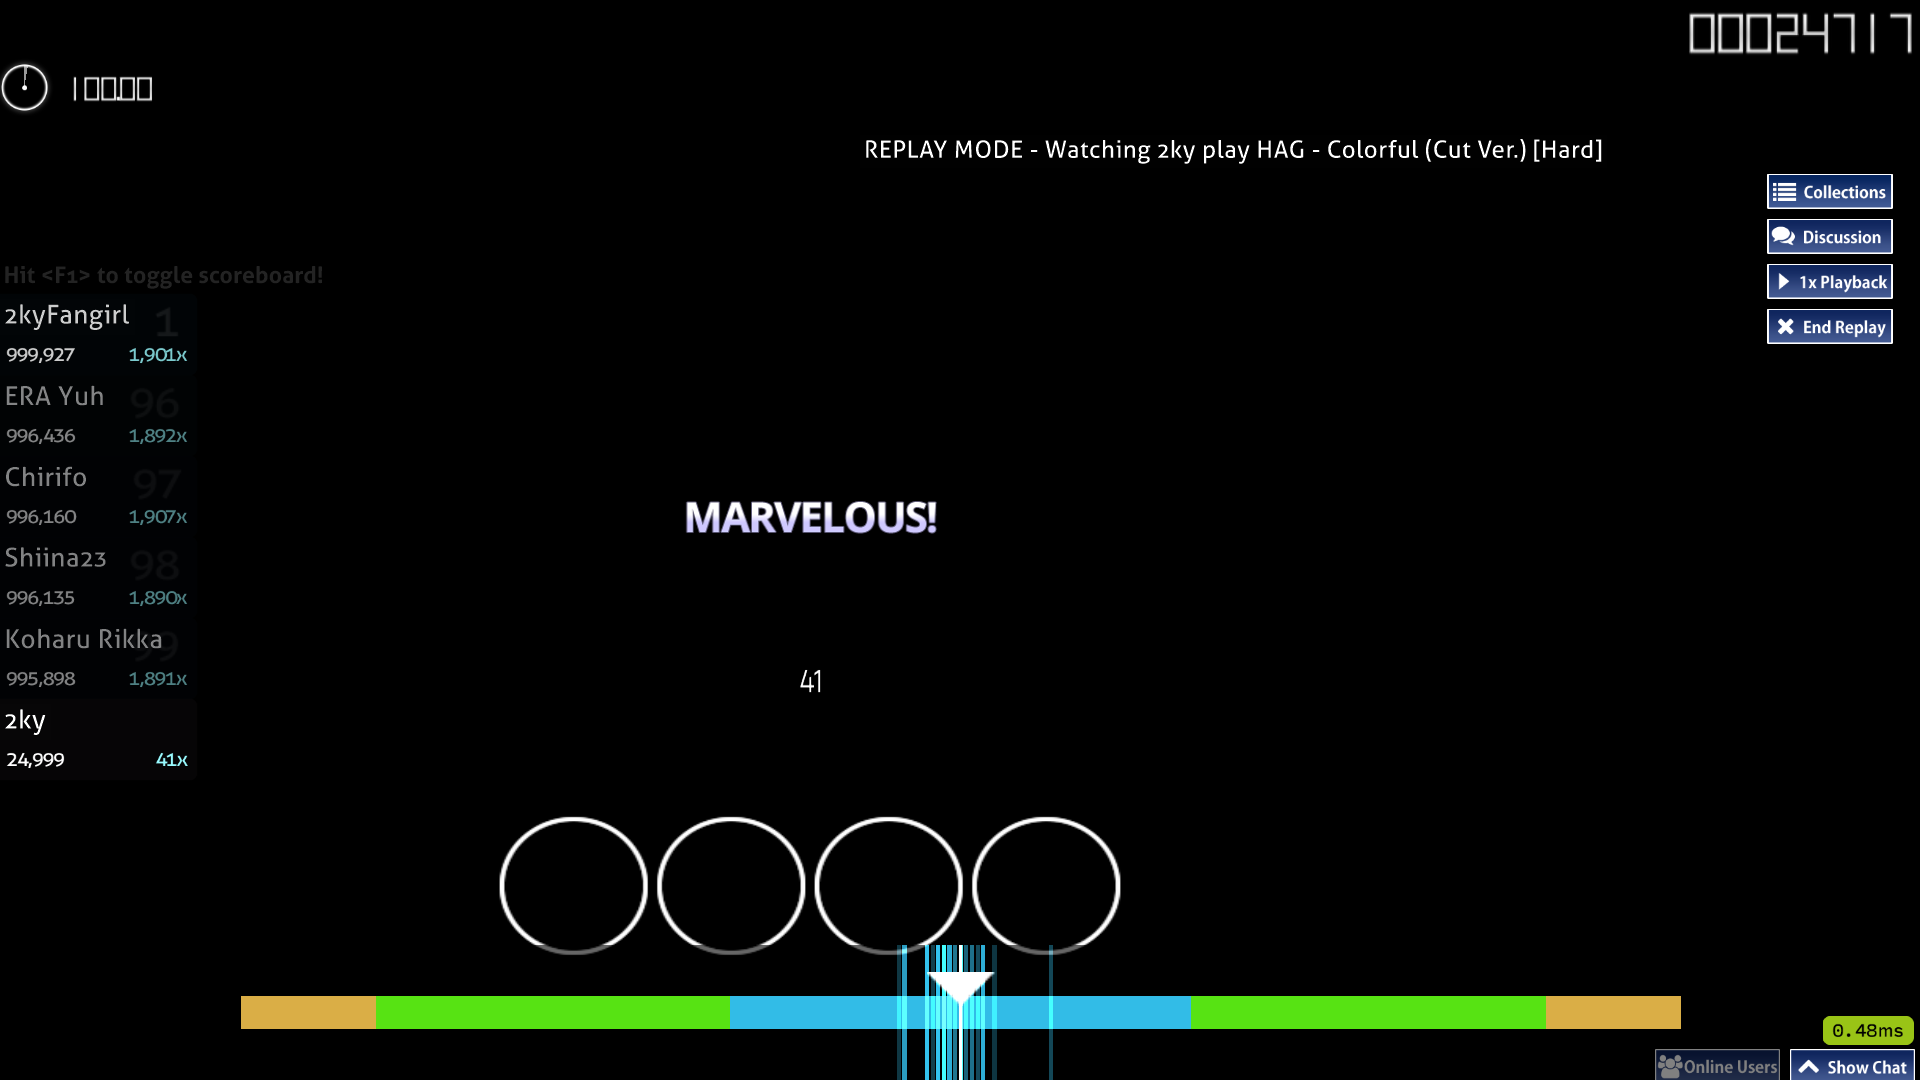 00024717
100.00
REPLAY MODE - Watching 2ky play HAG - Colorful (Cut Ver.) [Hard]
Collections
Discussion
1x Playback
End Replay
Hit <F1> to toggle scoreboard!
2kyFangirl 1
999,927 1,901x
ERA Yuh 96
996,436 1,892x
Chirifo 97
996,160 1,907x
Shiina23 98
996,135 1,890x
Koharu Rikka 99
995,898 1,891x
2ky
24,999 41x
MARVELOUS!
41
0.48ms
Online Users
Show Chat